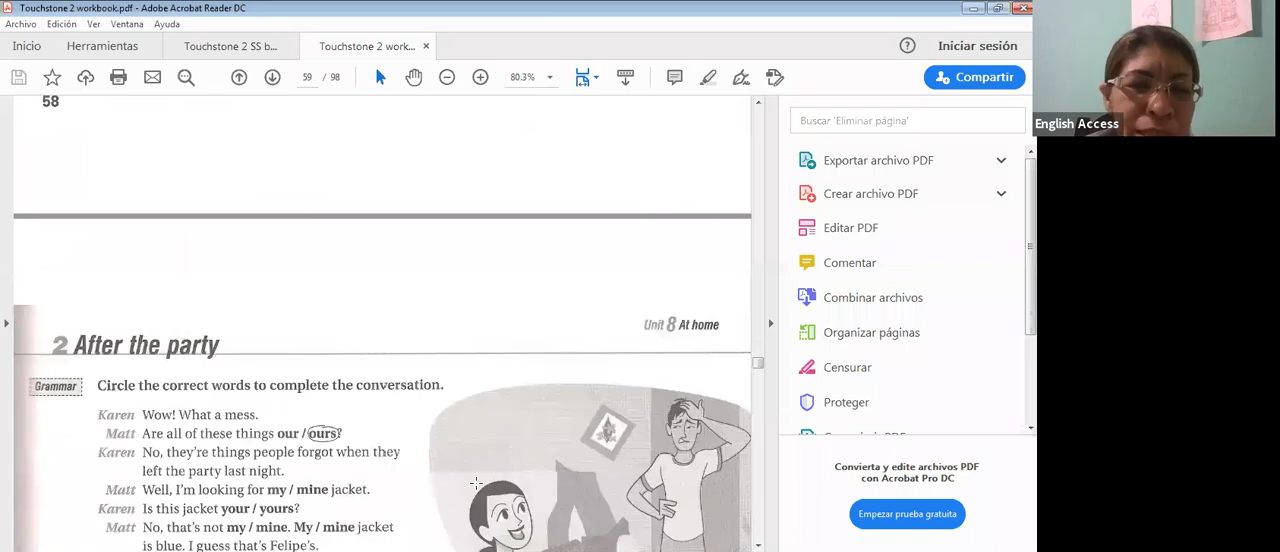 Touchstone 2 workbook.pdf - Adobe Acrobat Reader DC
Archivo Edición Ver Ventana Ayuda
Inicio Herramientas Touchstone 2 SS b... Touchstone 2 work... × ? Iniciar sesión
59 / 98 80.3% Compartir
58
Unit 8 At home
2 After the party
Grammar Circle the correct words to complete the conversation.
Karen Wow! What a mess.
Matt Are all of these things our / ours?
Karen No, they're things people forgot when they
left the party last night.
Matt Well, I'm looking for my / mine jacket.
Karen Is this jacket your / yours?
Matt No, that's not my / mine. My / mine jacket
is blue. I guess that's Felipe's.
Buscar 'Eliminar página'
Exportar archivo PDF
Crear archivo PDF
Editar PDF
Comentar
Combinar archivos
Organizar páginas
Censurar
Proteger
Convierta y edite archivos PDF
con Acrobat Pro DC
Empezar prueba gratuita
English Access